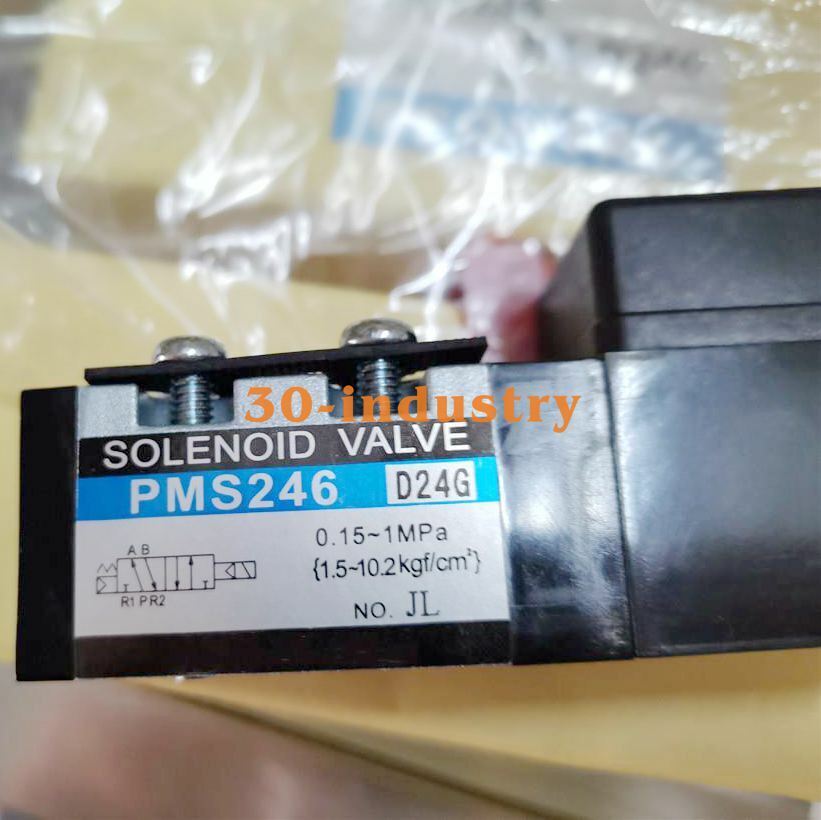 30-industry
SOLENOID VALVE
PMS246 D24G
0.15~1MPa
{1.5~10.2kgf/cm²}
A B
R1 P R2
NO. JL